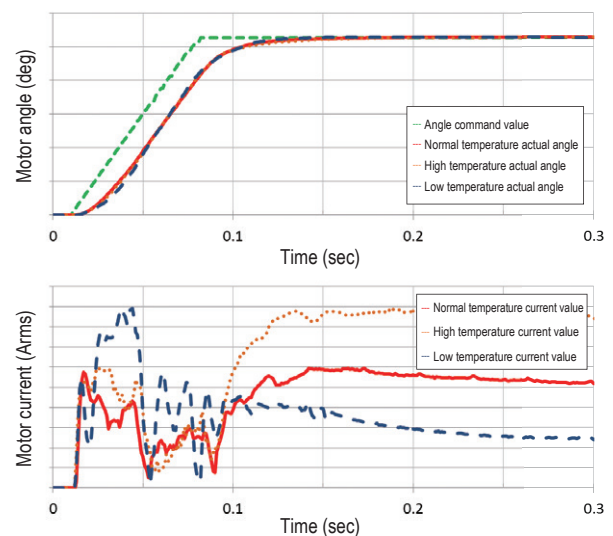 Motor angle (deg)
Angle command value
Normal temperature actual angle
High temperature actual angle
Low temperature actual angle
0
0.1
0.2
0.3
Time (sec)
Motor current (Arms)
Normal temperature current value
High temperature current value
Low temperature current value
0
0.1
0.2
0.3
Time (sec)